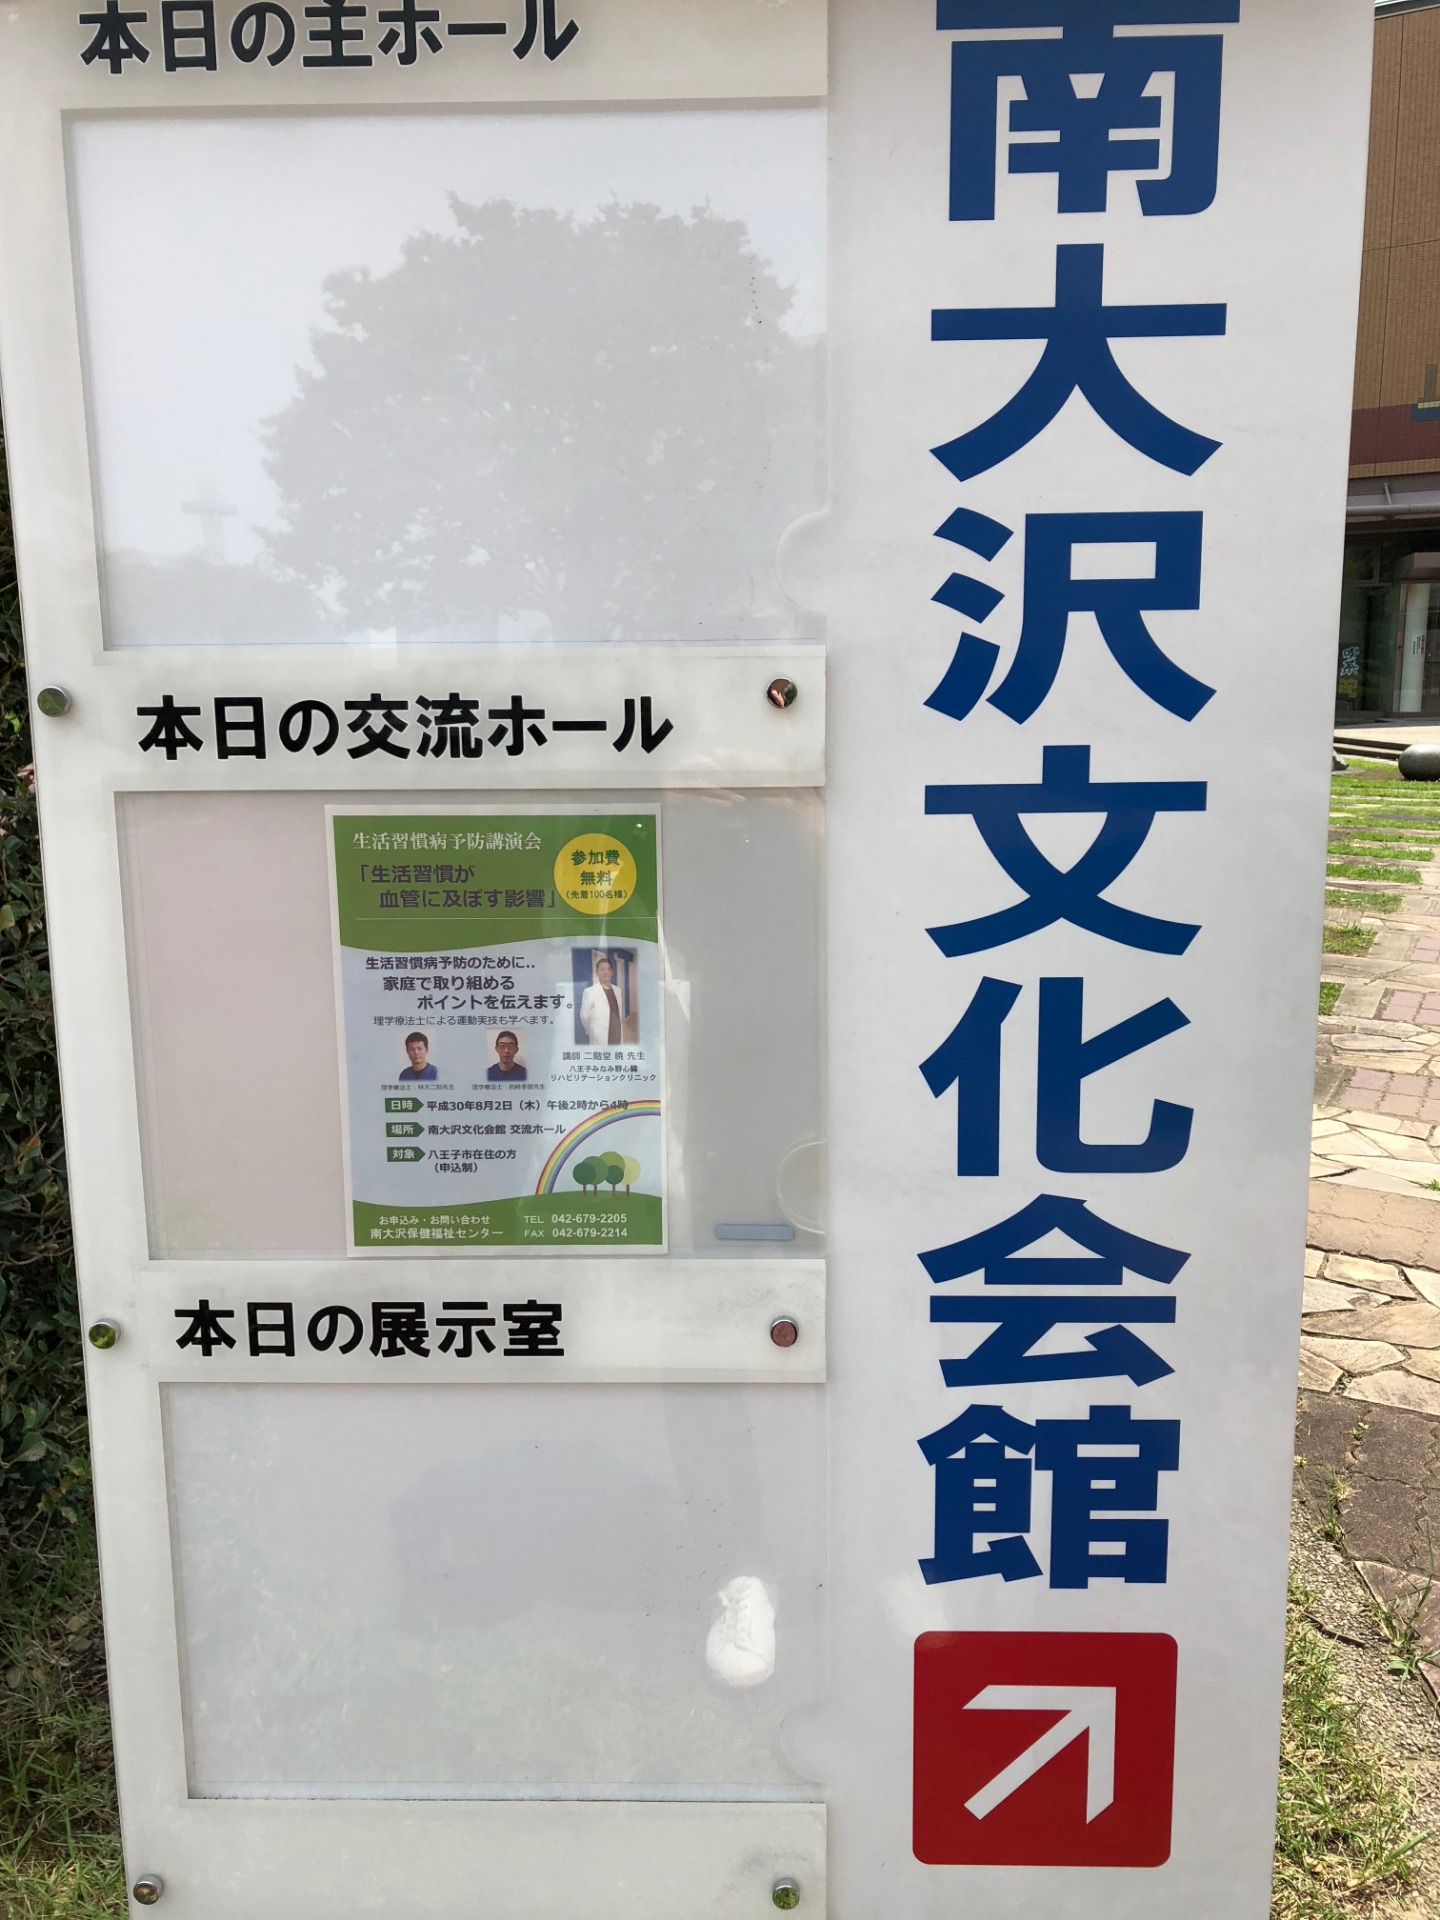 本日の主ホール
本日の交流ホール
生活習慣病予防講演会
「生活習慣が
血管に及ぼす影響」
参加費
無料
(先着100名様)
生活習慣病予防のために..
家庭で取り組める
ポイントを伝えます。
理学療法士による運動実技も学べます。
講師 二階堂 暁 先生
八王子みなみ野心臓
リハビリテーションクリニック
日時 平成30年8月2日（木）午後2時から4時
場所 南大沢文化会館 交流ホール
対象 八王子市在住の方
（申込制）
お申込み・お問い合わせ
南大沢保健福祉センター
TEL 042-679-2205
FAX 042-679-2214
本日の展示室
南大沢文化会館